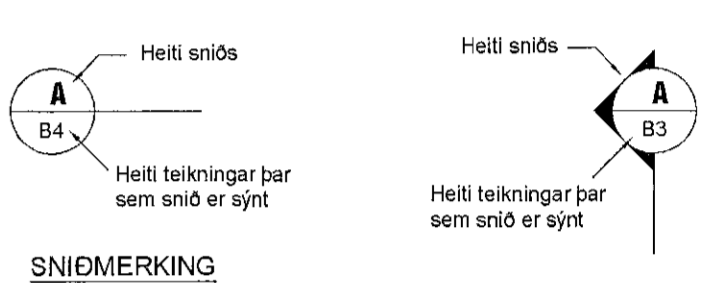 Heiti sniðs
A
B4
Heiti teikningar þar
sem snið er sýnt
Heiti sniðs
A
B3
Heiti teikningar þar
sem snið er sýnt
SNIÐMERKING